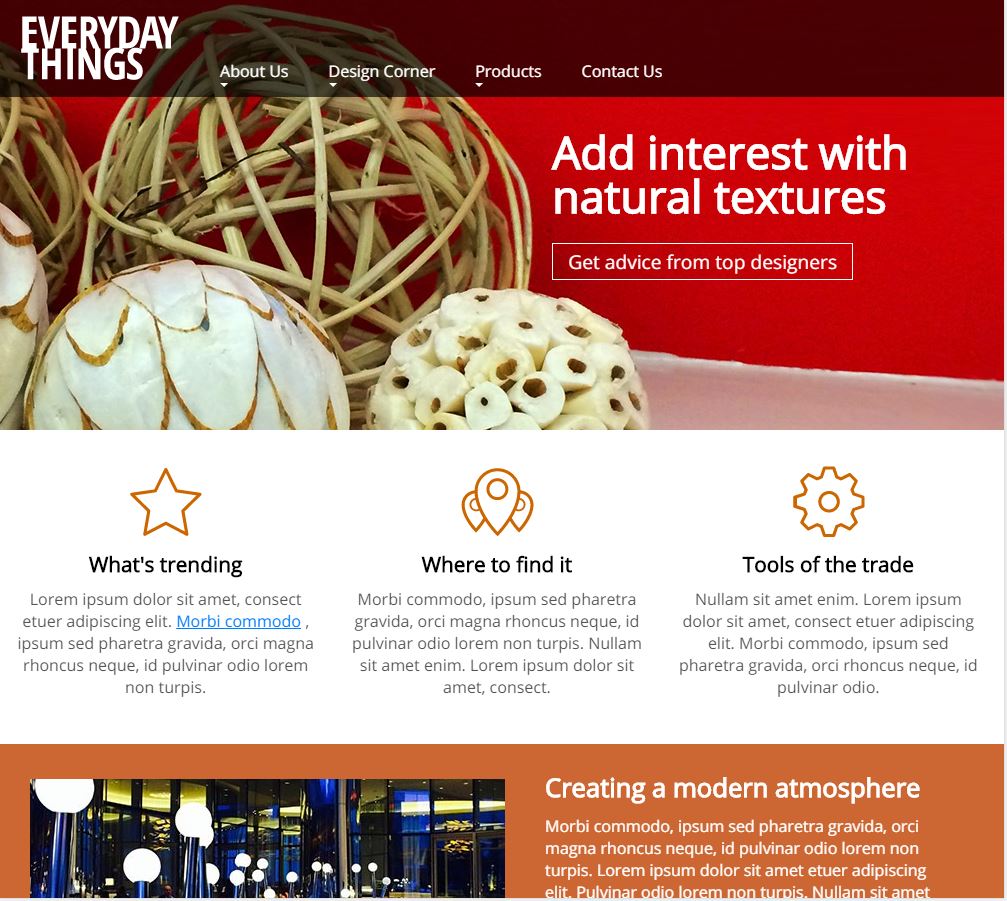 EVERYDAY
THINGS
About Us
Design Corner
Products
Contact Us
Add interest with
natural textures
Get advice from top designers
What's trending
Lorem ipsum dolor sit amet, consect
etuer adipiscing elit. Morbi commodo ,
ipsum sed pharetra gravida, orci magna
rhoncus neque, id pulvinar odio lorem
non turpis.
Where to find it
Morbi commodo, ipsum sed pharetra
gravida, orci magna rhoncus neque, id
pulvinar odio lorem non turpis. Nullam
sit amet enim. Lorem ipsum dolor sit
amet, consect.
Tools of the trade
Nullam sit amet enim. Lorem ipsum
dolor sit amet, consect etuer adipiscing
elit. Morbi commodo, ipsum sed
pharetra gravida, orci rhoncus neque, id
pulvinar odio.
Creating a modern atmosphere
Morbi commodo, ipsum sed pharetra gravida, orci
magna rhoncus neque, id pulvinar odio lorem non
turpis. Lorem ipsum dolor sit amet dolor adipiscing
elit. Pulvinar odio lorem non turpis. Nullam sit amet